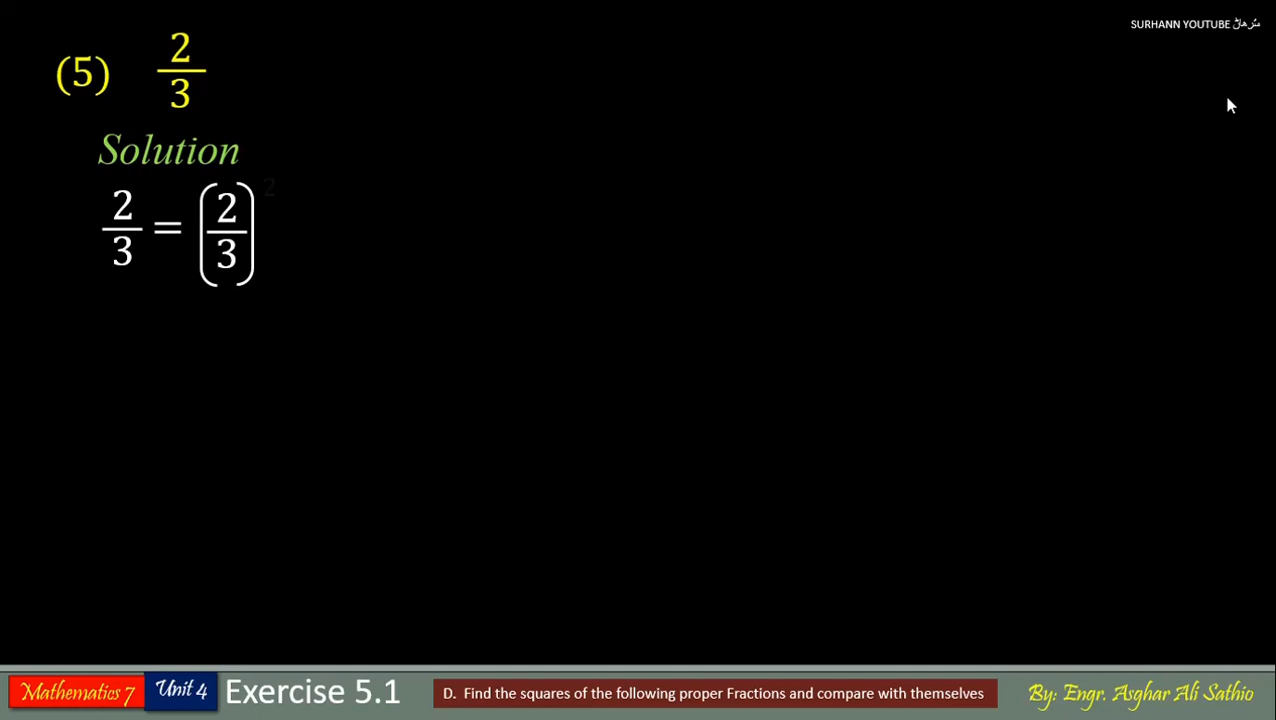 SURHANN YOUTUBE سُرهاڻ
(5) 2/3
Solution
2/3 = (2/3)²
Mathematics 7 Unit 4 Exercise 5.1 D. Find the squares of the following proper Fractions and compare with themselves By: Engr. Asghar Ali Sathio